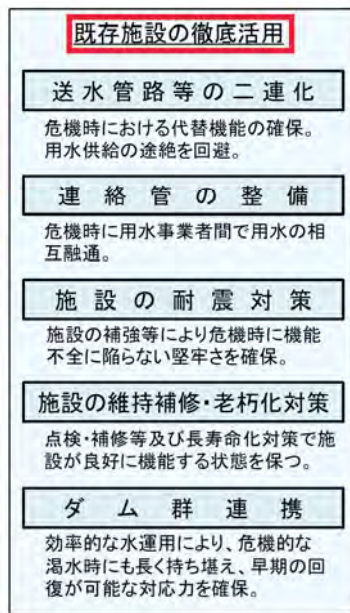 既存施設の徹底活用
送水管路等の二連化
危機時における代替機能の確保。
用水供給の途絶を回避。
連絡管の整備
危機時に用水事業者間で用水の相
互融通。
施設の耐震対策
施設の補強等により危機時に機能
不全に陥らない堅牢さを確保。
施設の維持補修・老朽化対策
点検・補修等及び長寿命化対策で施
設が良好に機能する状態を保つ。
ダム群連携
効率的な水運用により、危機的な
渇水時にも長く持ち堪え、早期の回
復が可能な対応力を確保。